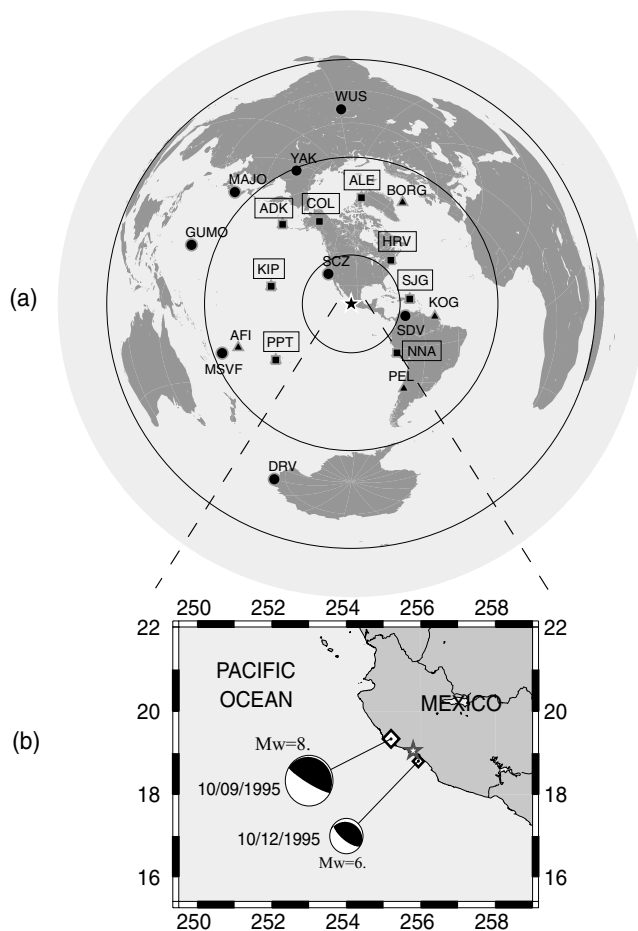 (a)
WUS
YAK
MAJO
ALE
BORG
COL
ADK
GUMO
HRV
KIP
SCZ
SJG
KOG
SDV
AFI
PPT
NNA
MSVF
PEL
DRV
(b)
250 252 254 256 258
22
20
18
16
PACIFIC
OCEAN
MEXICO
Mw=8.
10/09/1995
10/12/1995
Mw=6.
22
20
18
16
250 252 254 256 258